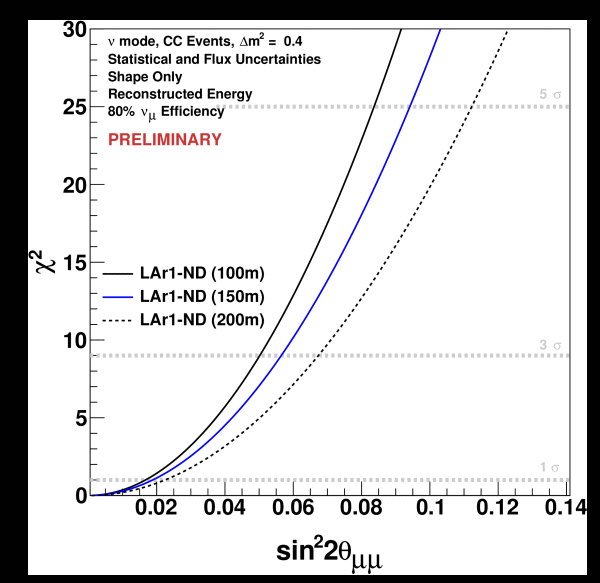 30
ν mode, CC Events, Δm² = 0.4
Statistical and Flux Uncertainties
Shape Only
Reconstructed Energy
80% νμ Efficiency
PRELIMINARY
5 σ
25
20
χ²
15
LAr1-ND (100m)
LAr1-ND (150m)
LAr1-ND (200m)
10
3 σ
5
1 σ
0
0.02 0.04 0.06 0.08 0.1 0.12 0.14
sin²2θμμ